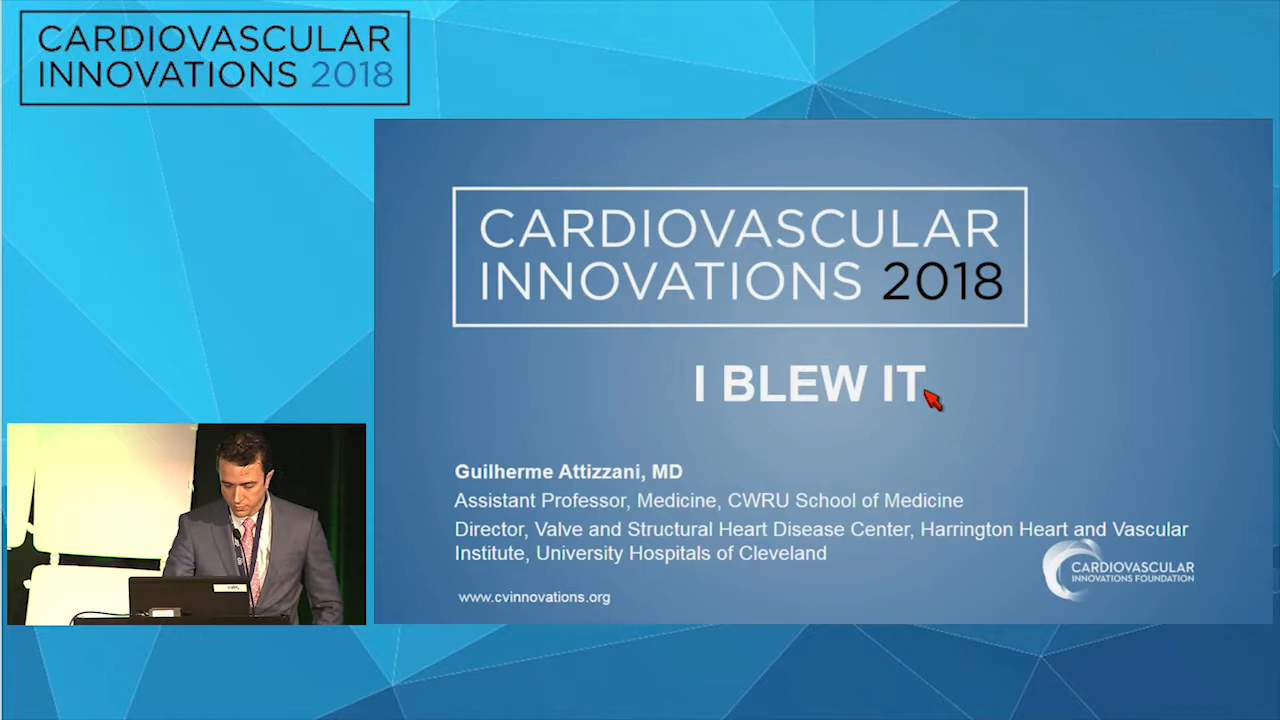 CARDIOVASCULAR
INNOVATIONS 2018
CARDIOVASCULAR
INNOVATIONS 2018
I BLEW IT
Guilherme Attizzani, MD
Assistant Professor, Medicine, CWRU School of Medicine
Director, Valve and Structural Heart Disease Center, Harrington Heart and Vascular
Institute, University Hospitals of Cleveland
CARDIOVASCULAR
INNOVATIONS FOUNDATION
www.cvinnovations.org